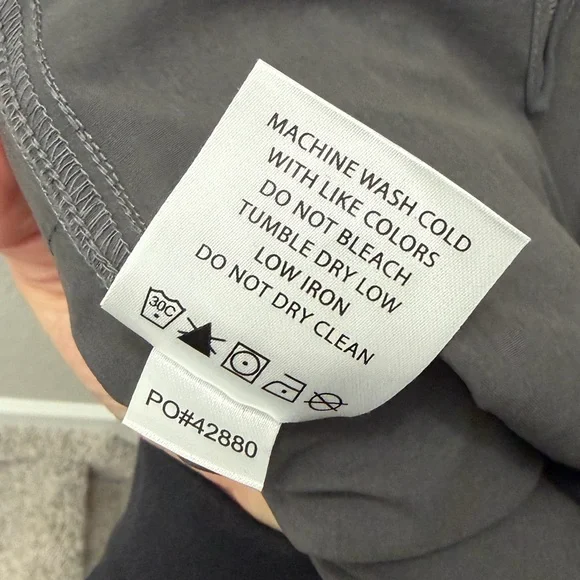 MACHINE WASH COLD
WITH LIKE COLORS
DO NOT BLEACH
TUMBLE DRY LOW
LOW IRON
DO NOT DRY CLEAN
30C
PO#42880